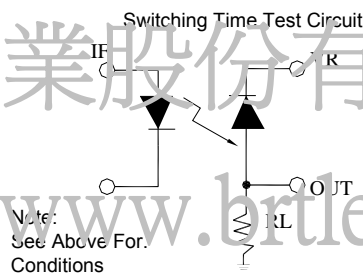 Switching Time Test Circuit
業股份有
IF
VR
OUT
RL
www.brtle
Note:
See Above For.
Conditions